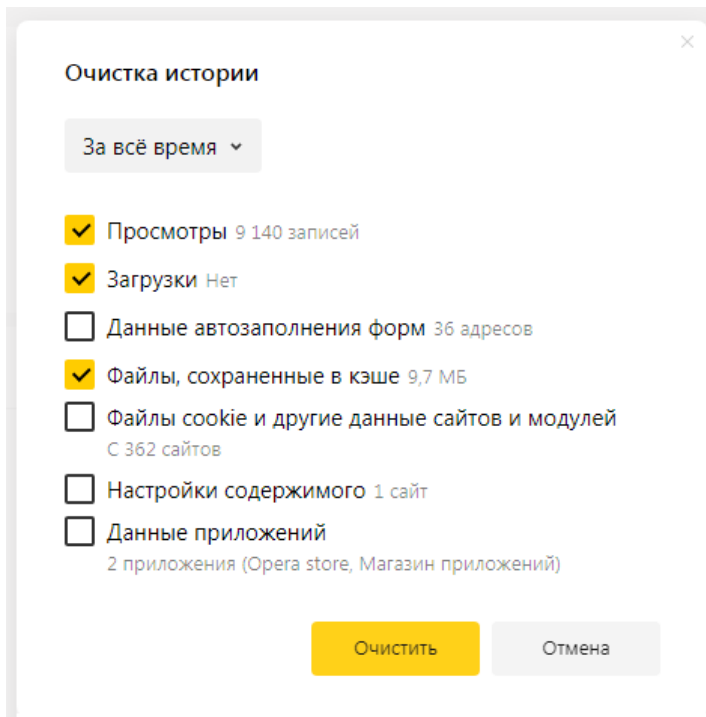 Очистка истории
За всё время
Просмотры 9 140 записей
Загрузки Нет
Данные автозаполнения форм 36 адресов
Файлы, сохраненные в кэше 9,7 МБ
Файлы cookie и другие данные сайтов и модулей
С 362 сайтов
Настройки содержимого 1 сайт
Данные приложений
2 приложения (Opera store, Магазин приложений)
Очистить Отмена